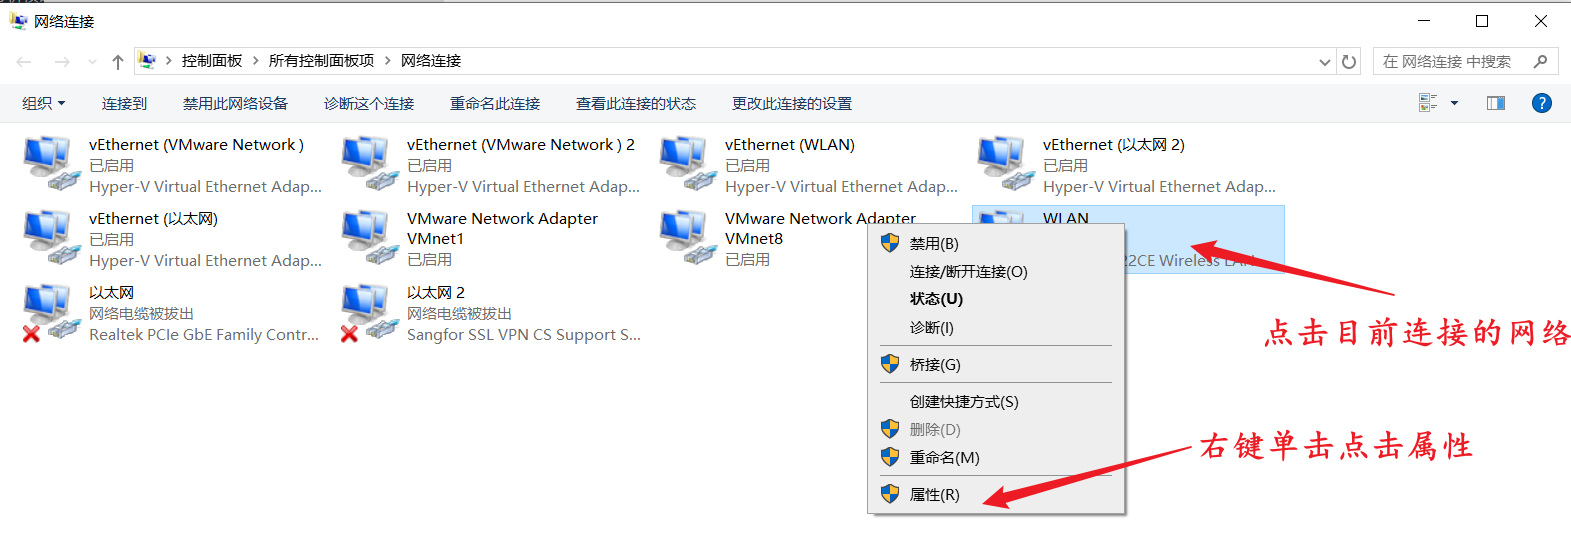 网络连接
控制面板 > 所有控制面板项 > 网络连接
在 网络连接 中搜索
组织 连接到 禁用此网络设备 诊断这个连接 重命名此连接 查看此连接的状态 更改此连接的设置
vEthernet (VMware Network )
已启用
Hyper-V Virtual Ethernet Adap...
vEthernet (VMware Network ) 2
已启用
Hyper-V Virtual Ethernet Adap...
vEthernet (WLAN)
已启用
Hyper-V Virtual Ethernet Adap...
vEthernet (以太网 2)
已启用
Hyper-V Virtual Ethernet Adap...
vEthernet (以太网)
已启用
Hyper-V Virtual Ethernet Adap...
VMware Network Adapter
VMnet1
已启用
VMware Network Adapter
VMnet8
已启用
WLAN
22CE Wireless LAN
以太网
网络电缆被拔出
Realtek PCIe GbE Family Contr...
以太网 2
网络电缆被拔出
Sangfor SSL VPN CS Support S...
禁用(B)
连接/断开连接(O)
状态(U)
诊断(I)
桥接(G)
创建快捷方式(S)
删除(D)
重命名(M)
属性(R)
点击目前连接的网络
右键单击点击属性